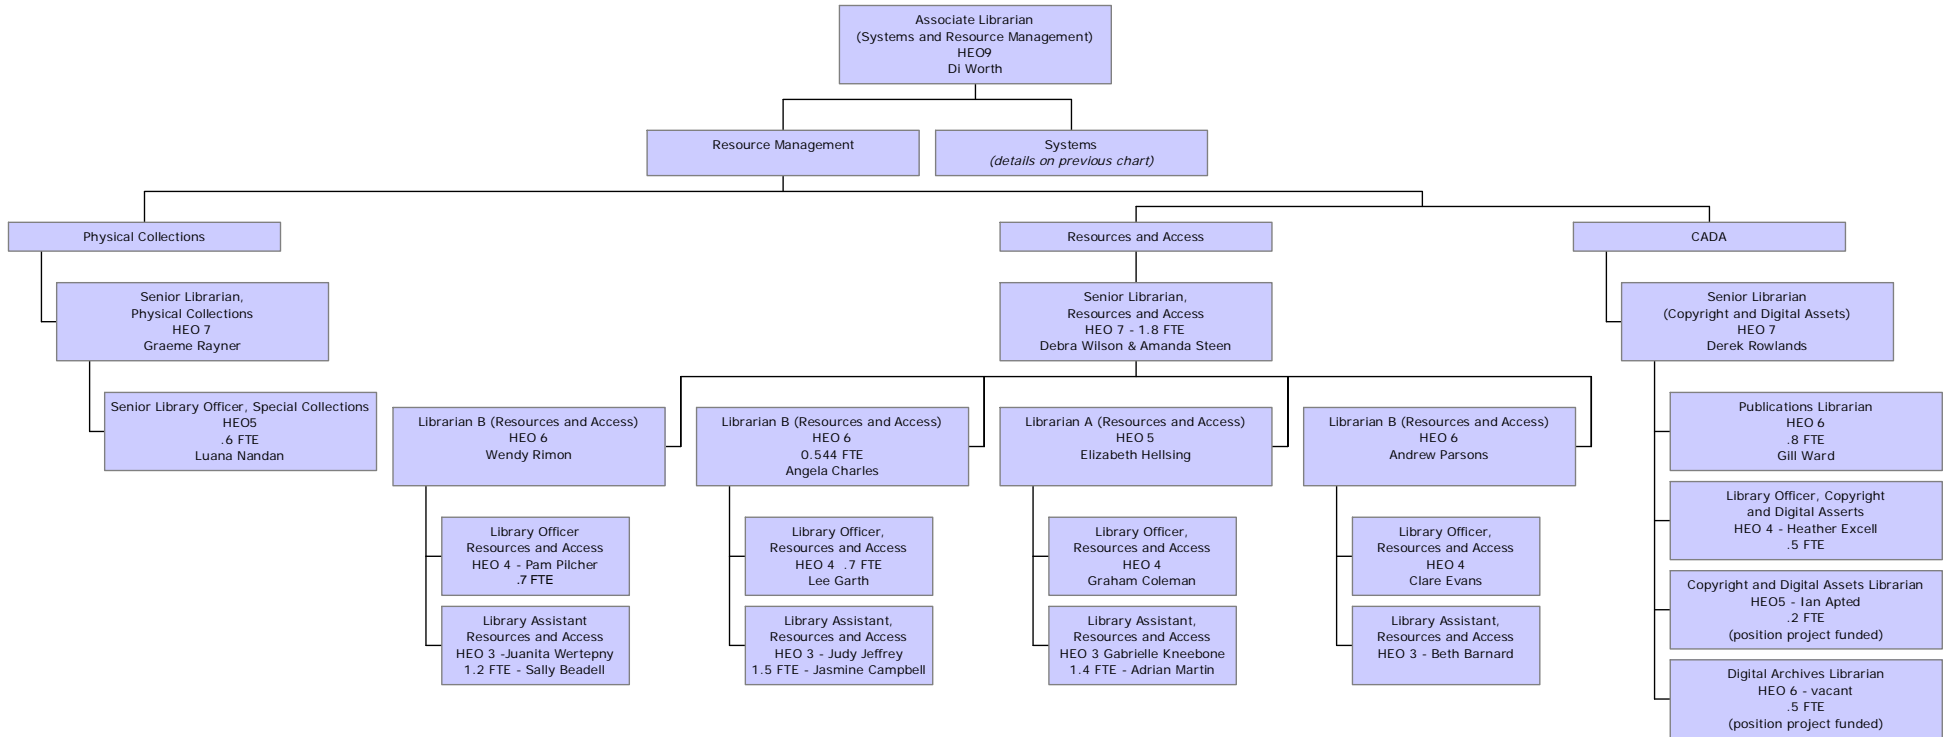 Associate Librarian
(Systems and Resource Management)
HEO9
Di Worth
Resource Management
Systems
(details on previous chart)
Physical Collections
Resources and Access
CADA
Senior Librarian,
Physical Collections
HEO 7
Graeme Rayner
Senior Librarian,
Resources and Access
HEO 7 - 1.8 FTE
Debra Wilson & Amanda Steen
Senior Librarian
(Copyright and Digital Assets)
HEO 7
Derek Rowlands
Senior Library Officer, Special Collections
HEO5
.6 FTE
Luana Nandan
Librarian B (Resources and Access)
HEO 6
Wendy Rimon
Librarian B (Resources and Access)
HEO 6
0.544 FTE
Angela Charles
Librarian A (Resources and Access)
HEO 5
Elizabeth Hellsing
Librarian B (Resources and Access)
HEO 6
Andrew Parsons
Publications Librarian
HEO 6
.8 FTE
Gill Ward
Library Officer
Resources and Access
HEO 4 - Pam Pilcher
.7 FTE
Library Officer,
Resources and Access
HEO 4 .7 FTE
Lee Garth
Library Officer,
Resources and Access
HEO 4
Graham Coleman
Library Officer,
Resources and Access
HEO 4
Clare Evans
Library Officer, Copyright
and Digital Asserts
HEO 4 - Heather Excell
.5 FTE
Library Assistant
Resources and Access
HEO 3 -Juanita Wertepny
1.2 FTE - Sally Beadell
Library Assistant,
Resources and Access
HEO 3 - Judy Jeffrey
1.5 FTE - Jasmine Campbell
Library Assistant,
Resources and Access
HEO 3 Gabrielle Kneebone
1.4 FTE - Adrian Martin
Library Assistant,
Resources and Access
HEO 3 - Beth Barnard
Copyright and Digital Assets Librarian
HEO5 - Ian Apted
.2 FTE
(position project funded)
Digital Archives Librarian
HEO 6 - vacant
.5 FTE
(position project funded)